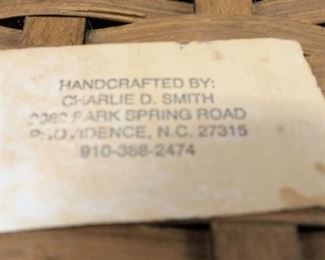 HANDCRAFTED BY:
CHARLIE D. SMITH
PARK SPRING ROAD
PROVIDENCE, N.C. 27315
910-388-2474